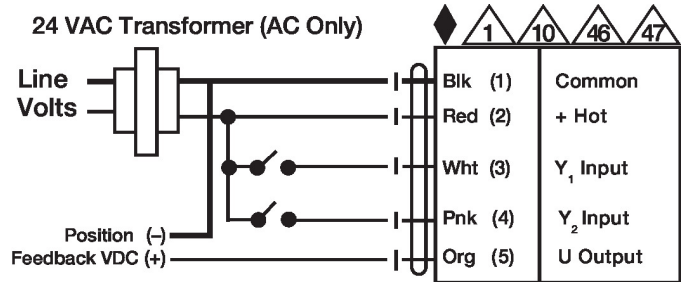 24 VAC Transformer (AC Only)
1 10 46 47
Line
Volts
Blk (1) Common
Red (2) + Hot
Wht (3) Y1 Input
Pnk (4) Y2 Input
Position (–)
Feedback VDC (+)
Org (5) U Output